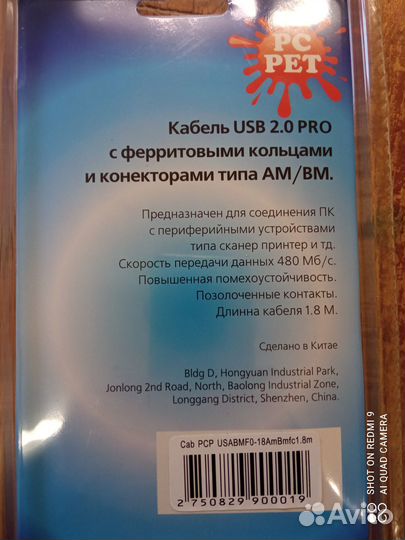 PC
PET
Кабель USB 2.0 PRO
с ферритовыми кольцами
и конекторами типа AM/BM.
Предназначен для соединения ПК
с периферийными устройствами
типа сканер принтер и тд.
Скорость передачи данных 480 Мб/с.
Повышенная помехоустойчивость.
Позолоченные контакты.
Длинна кабеля 1.8 М.
Сделано в Китае
Bldg D, Hongyuan Industrial Park,
Jonlong 2nd Road, North, Baolong Industrial Zone,
Longgang District, Shenzhen, China.
Cab PCP USABMF0-18AmBmfc1.8m
2 750829 900019
SHOT ON REDMI 9
AI QUAD CAMERA
Avito